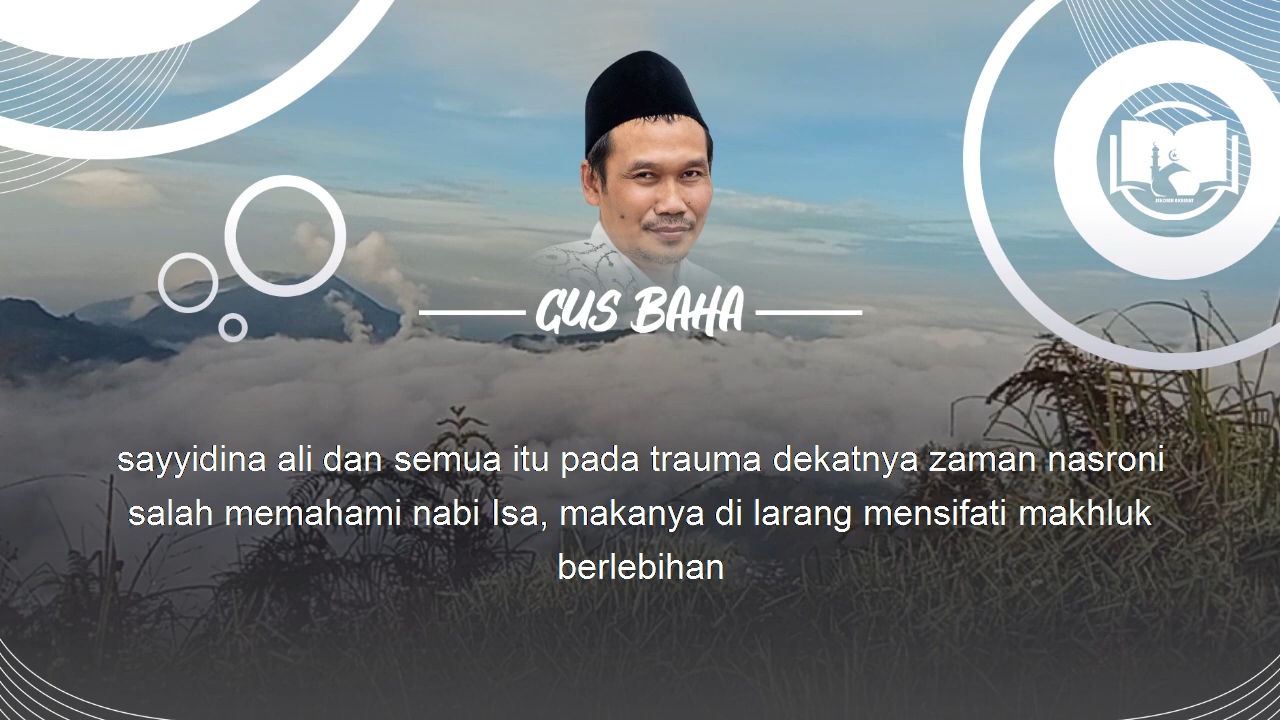 GUS BAHA
sayyidina ali dan semua itu pada trauma dekatnya zaman nasroni
salah memahami nabi Isa, makanya di larang mensifati makhluk
berlebihan